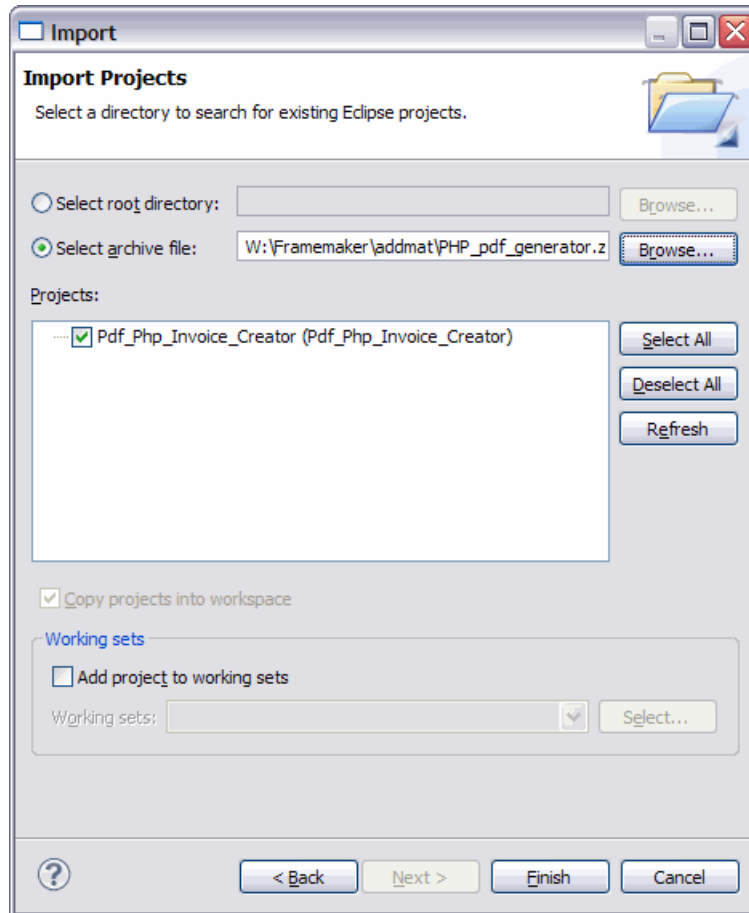 Import
Import Projects
Select a directory to search for existing Eclipse projects.
Select root directory:
Browse...
Select archive file:
W:\Framemaker\addmat\PHP_pdf_generator.z
Browse...
Projects:
Pdf_Php_Invoice_Creator (Pdf_Php_Invoice_Creator)
Select All
Deselect All
Refresh
Copy projects into workspace
Working sets
Add project to working sets
Working sets:
Select...
?
< Back
Next >
Finish
Cancel